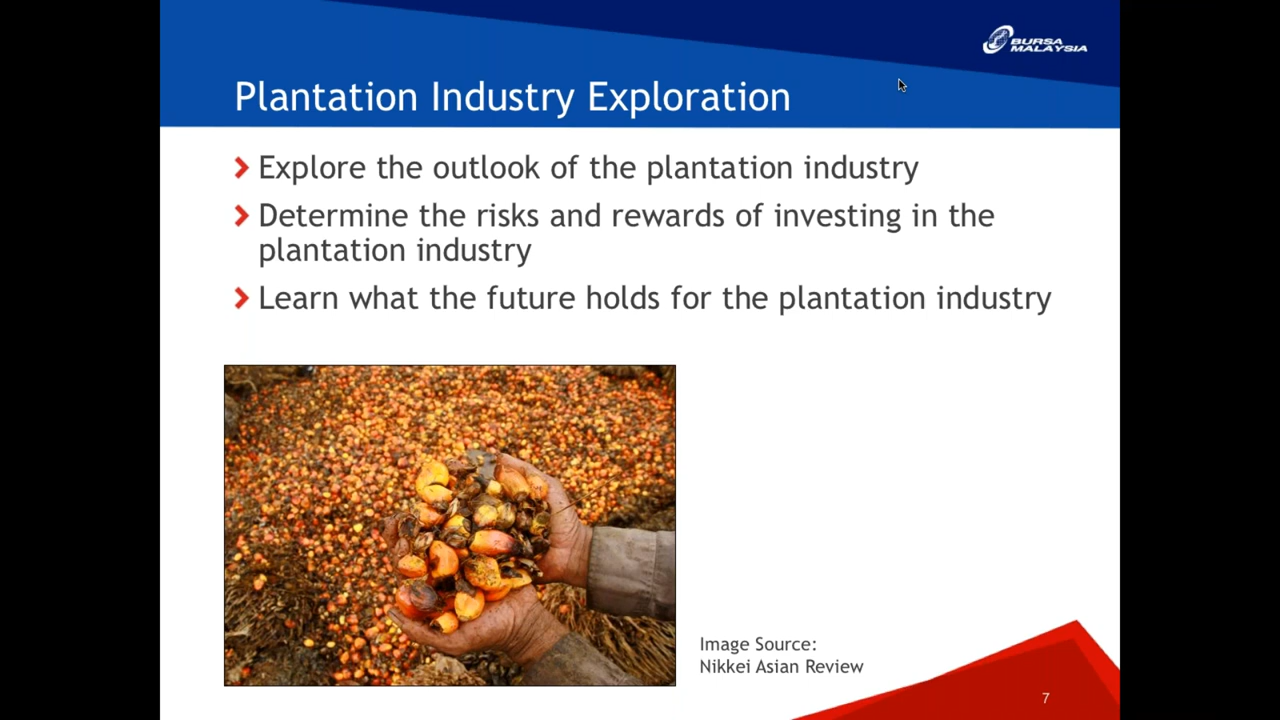 BURSA
MALAYSIA
Plantation Industry Exploration
Explore the outlook of the plantation industry
Determine the risks and rewards of investing in the
plantation industry
Learn what the future holds for the plantation industry
Image Source:
Nikkei Asian Review
7